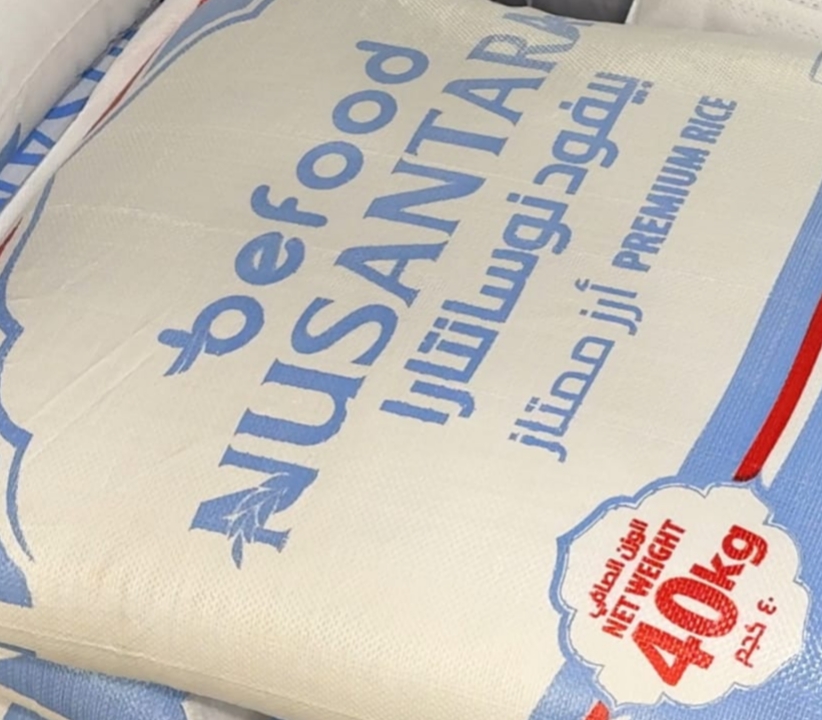 befood
NUSANTARA
بيفود نوسانتارا
أرز ممتاز PREMIUM RICE
الوزن الصافي
NET WEIGHT
40kg
٤٠ كجم